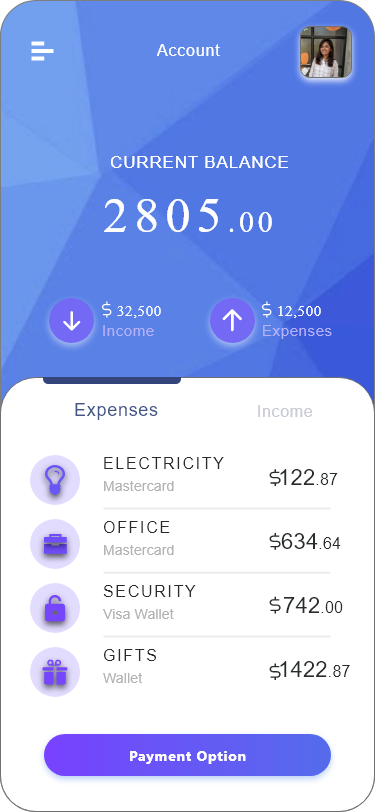 Account
CURRENT BALANCE
2805.00
$ 32,500
Income
$ 12,500
Expenses
Expenses
Income
ELECTRICITY
Mastercard
$122.87
OFFICE
Mastercard
$634.64
SECURITY
Visa Wallet
$742.00
GIFTS
Wallet
$1422.87
Payment Option